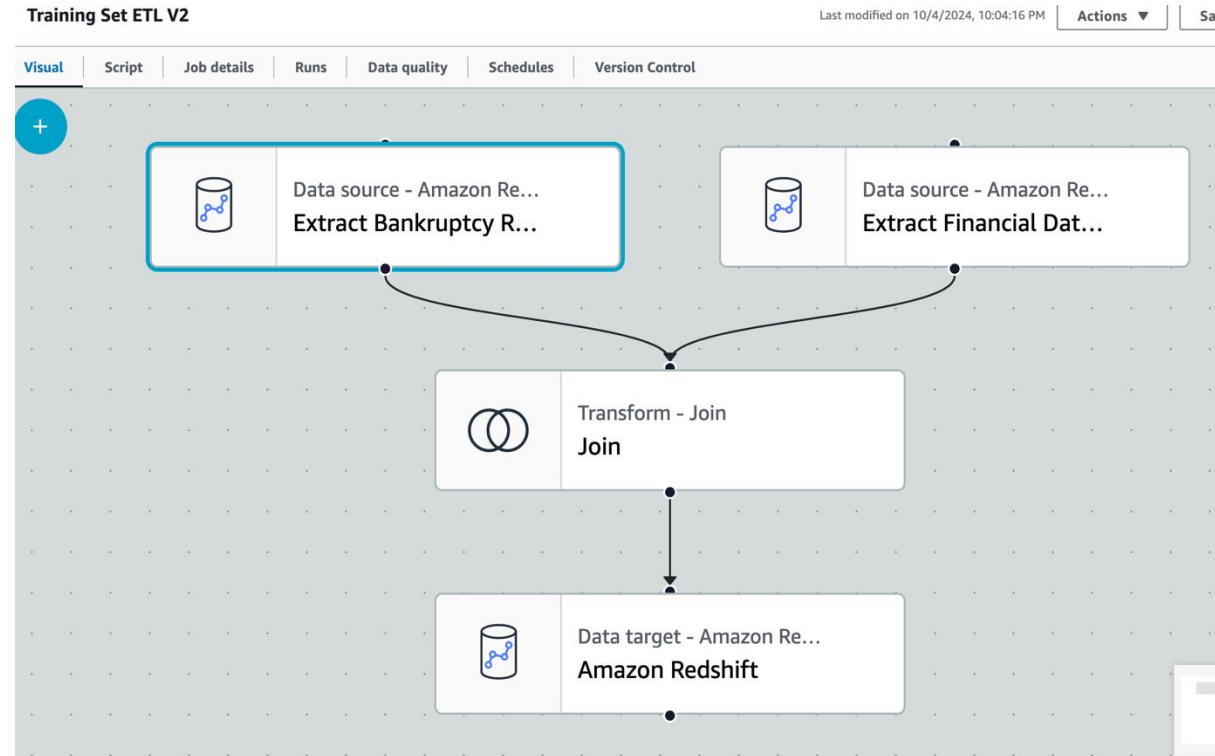 Training Set ETL V2
Last modified on 10/4/2024, 10:04:16 PM
Actions ▼
Sa
Visual
Script
Job details
Runs
Data quality
Schedules
Version Control
+
Data source - Amazon Re...
Extract Bankruptcy R...
Data source - Amazon Re...
Extract Financial Dat...
Transform - Join
Join
Data target - Amazon Re...
Amazon Redshift